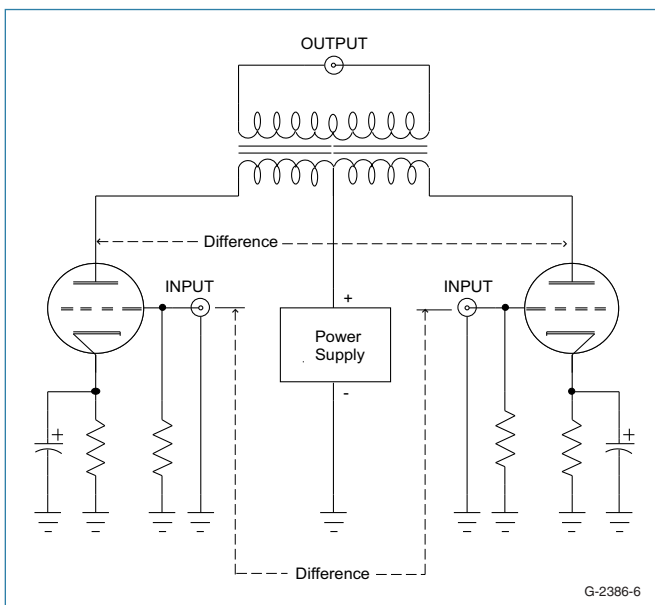 OUTPUT
Difference
INPUT
INPUT
+
Power
Supply
-
+
+
Difference
G-2386-6